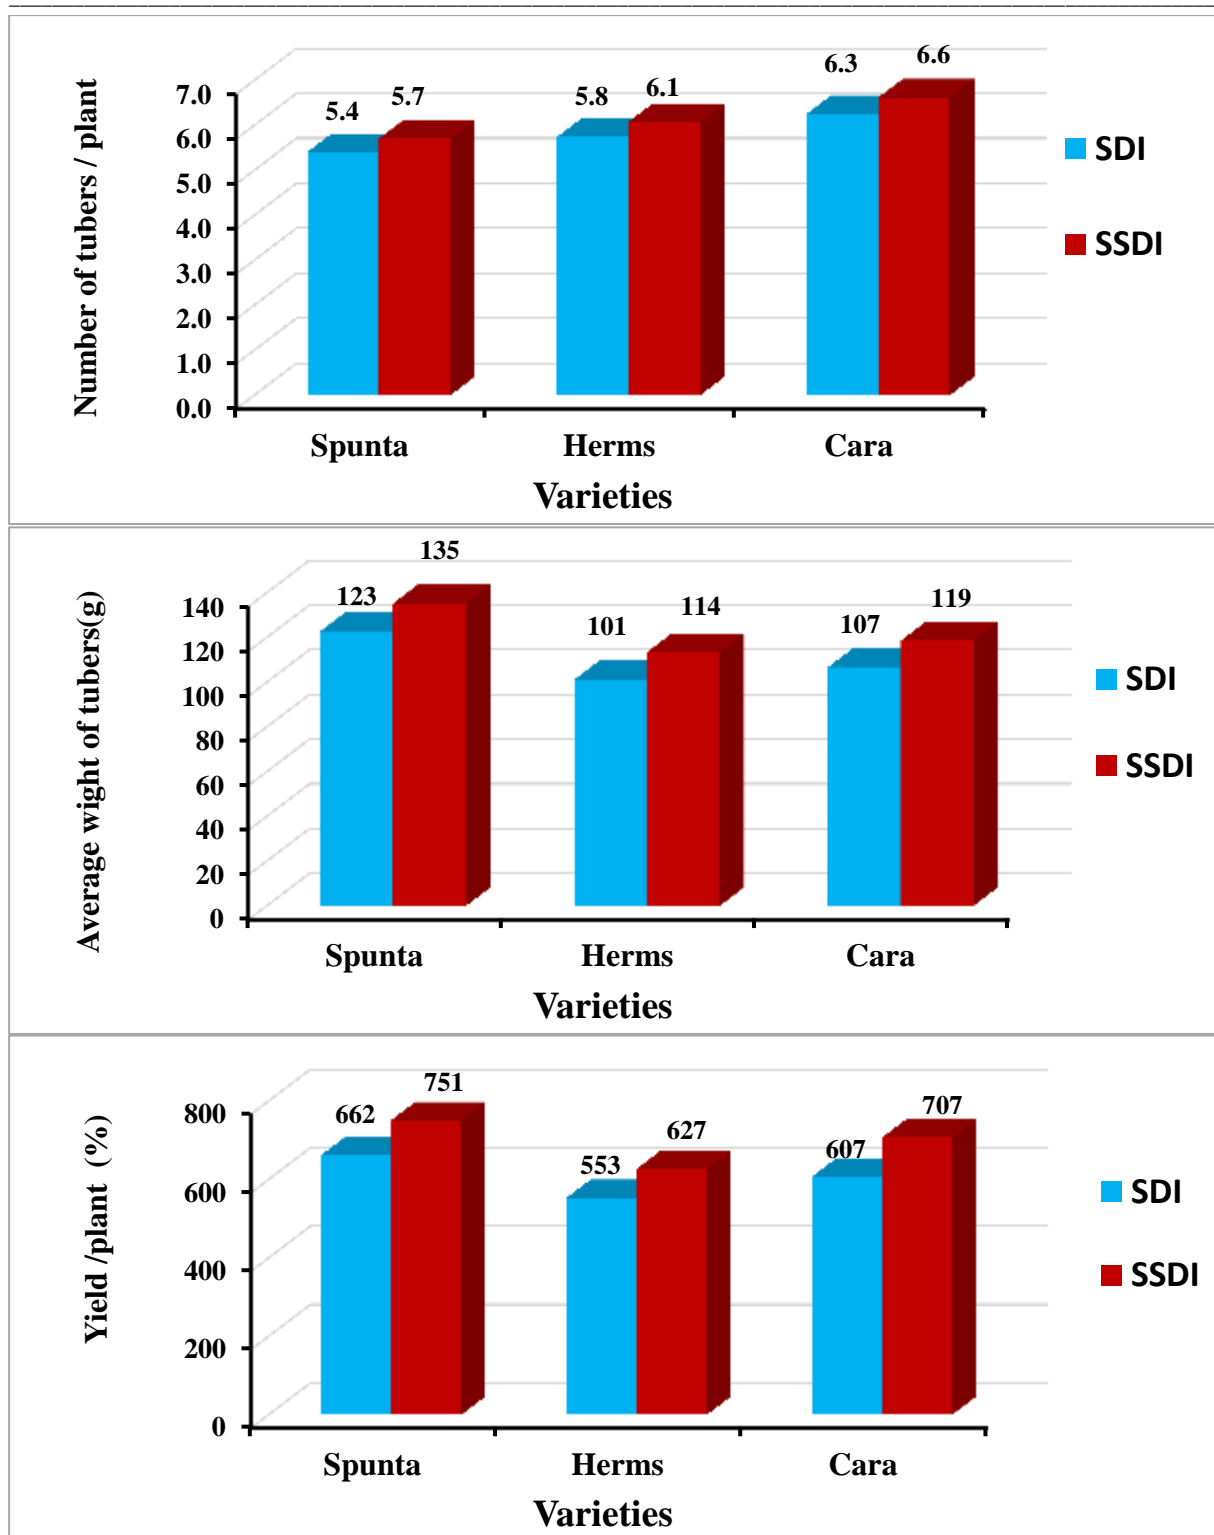 Number of tubers / plant
7.0
6.0
5.0
4.0
3.0
2.0
1.0
0.0
5.4
5.7
5.8
6.1
6.3
6.6
Spunta
Herms
Cara
Varieties
SDI
SSDI
Average wight of tubers(g)
140
120
100
80
60
40
20
0
123
135
101
114
107
119
Spunta
Herms
Cara
Varieties
SDI
SSDI
Yield /plant (%)
800
600
400
200
0
662
751
553
627
607
707
Spunta
Herms
Cara
Varieties
SDI
SSDI